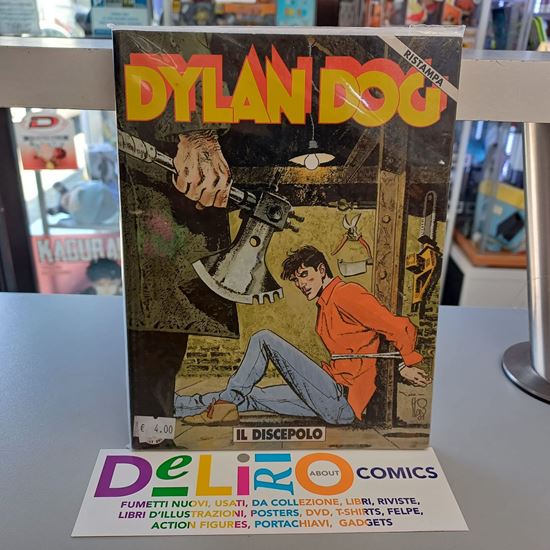 RISTAMPA
DYLAN DOG
KAGURA
€ 4.00
IL DISCEPOLO
DeLiRiO ABOUT COMICS
FUMETTI NUOVI, USATI, DA COLLEZIONE, LIBRI, RIVISTE,
LIBRI D'ILLUSTRAZIONI, POSTERS, DVD, T-SHIRTS, FELPE,
ACTION FIGURES, PORTACHIAVI, GADGETS